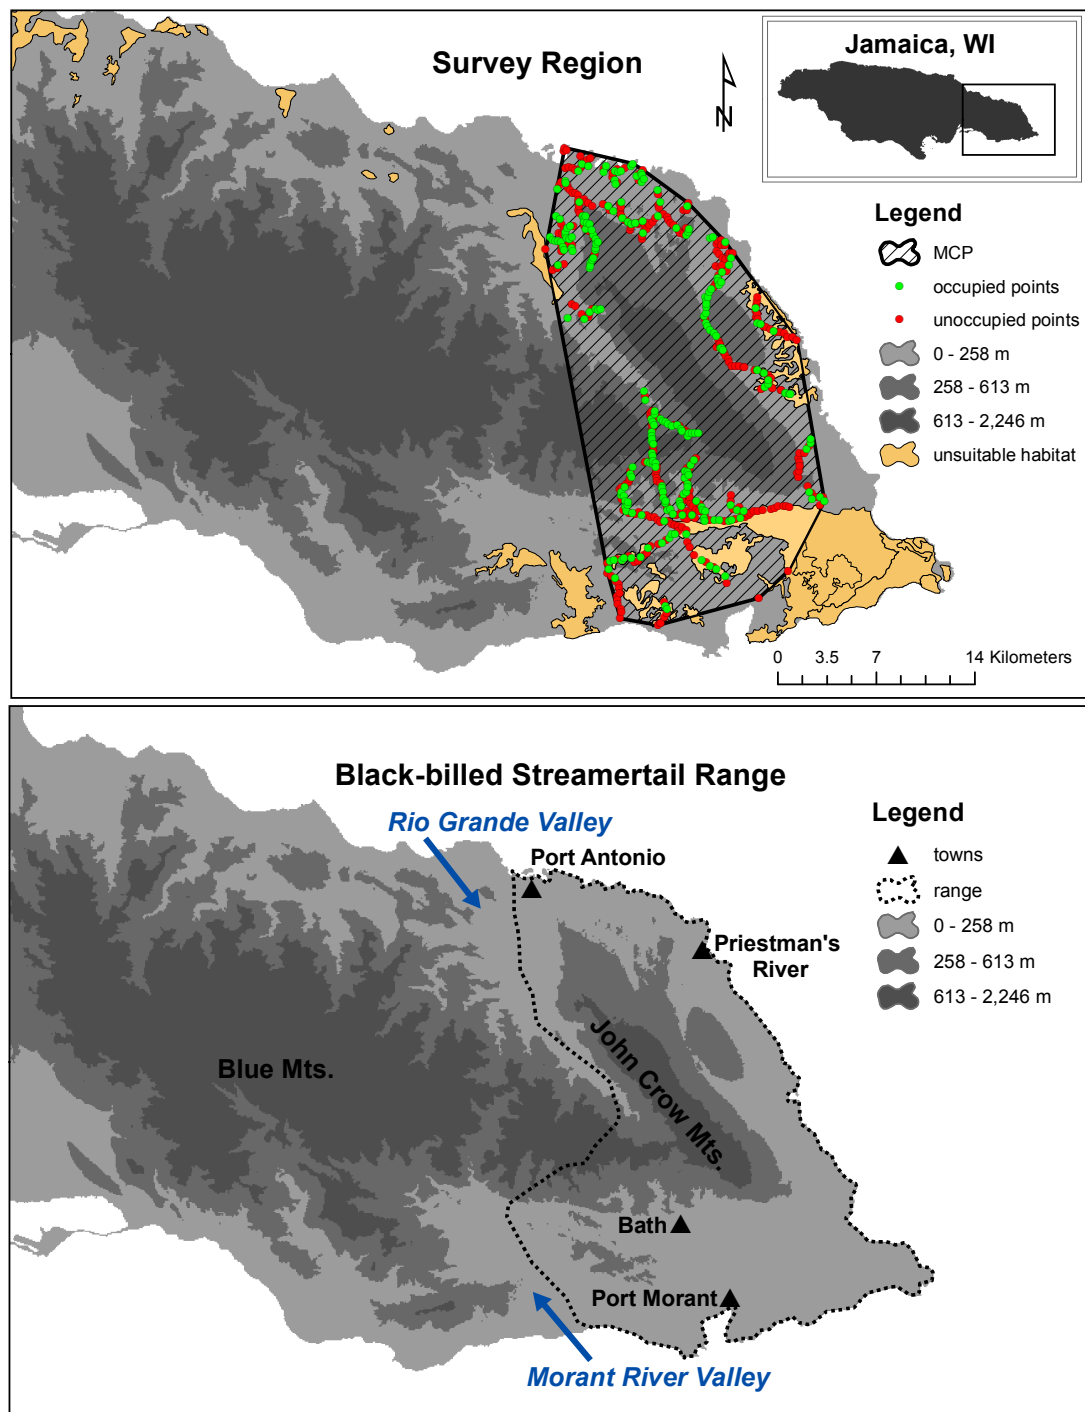 Survey Region
N
Jamaica, WI
Legend
MCP
occupied points
unoccupied points
0 - 258 m
258 - 613 m
613 - 2,246 m
unsuitable habitat
0 3.5 7 14 Kilometers
Black-billed Streamertail Range
Rio Grande Valley
Port Antonio
Priestman's
River
Blue Mts.
John Crow Mts.
Bath
Port Morant
Morant River Valley
Legend
towns
range
0 - 258 m
258 - 613 m
613 - 2,246 m